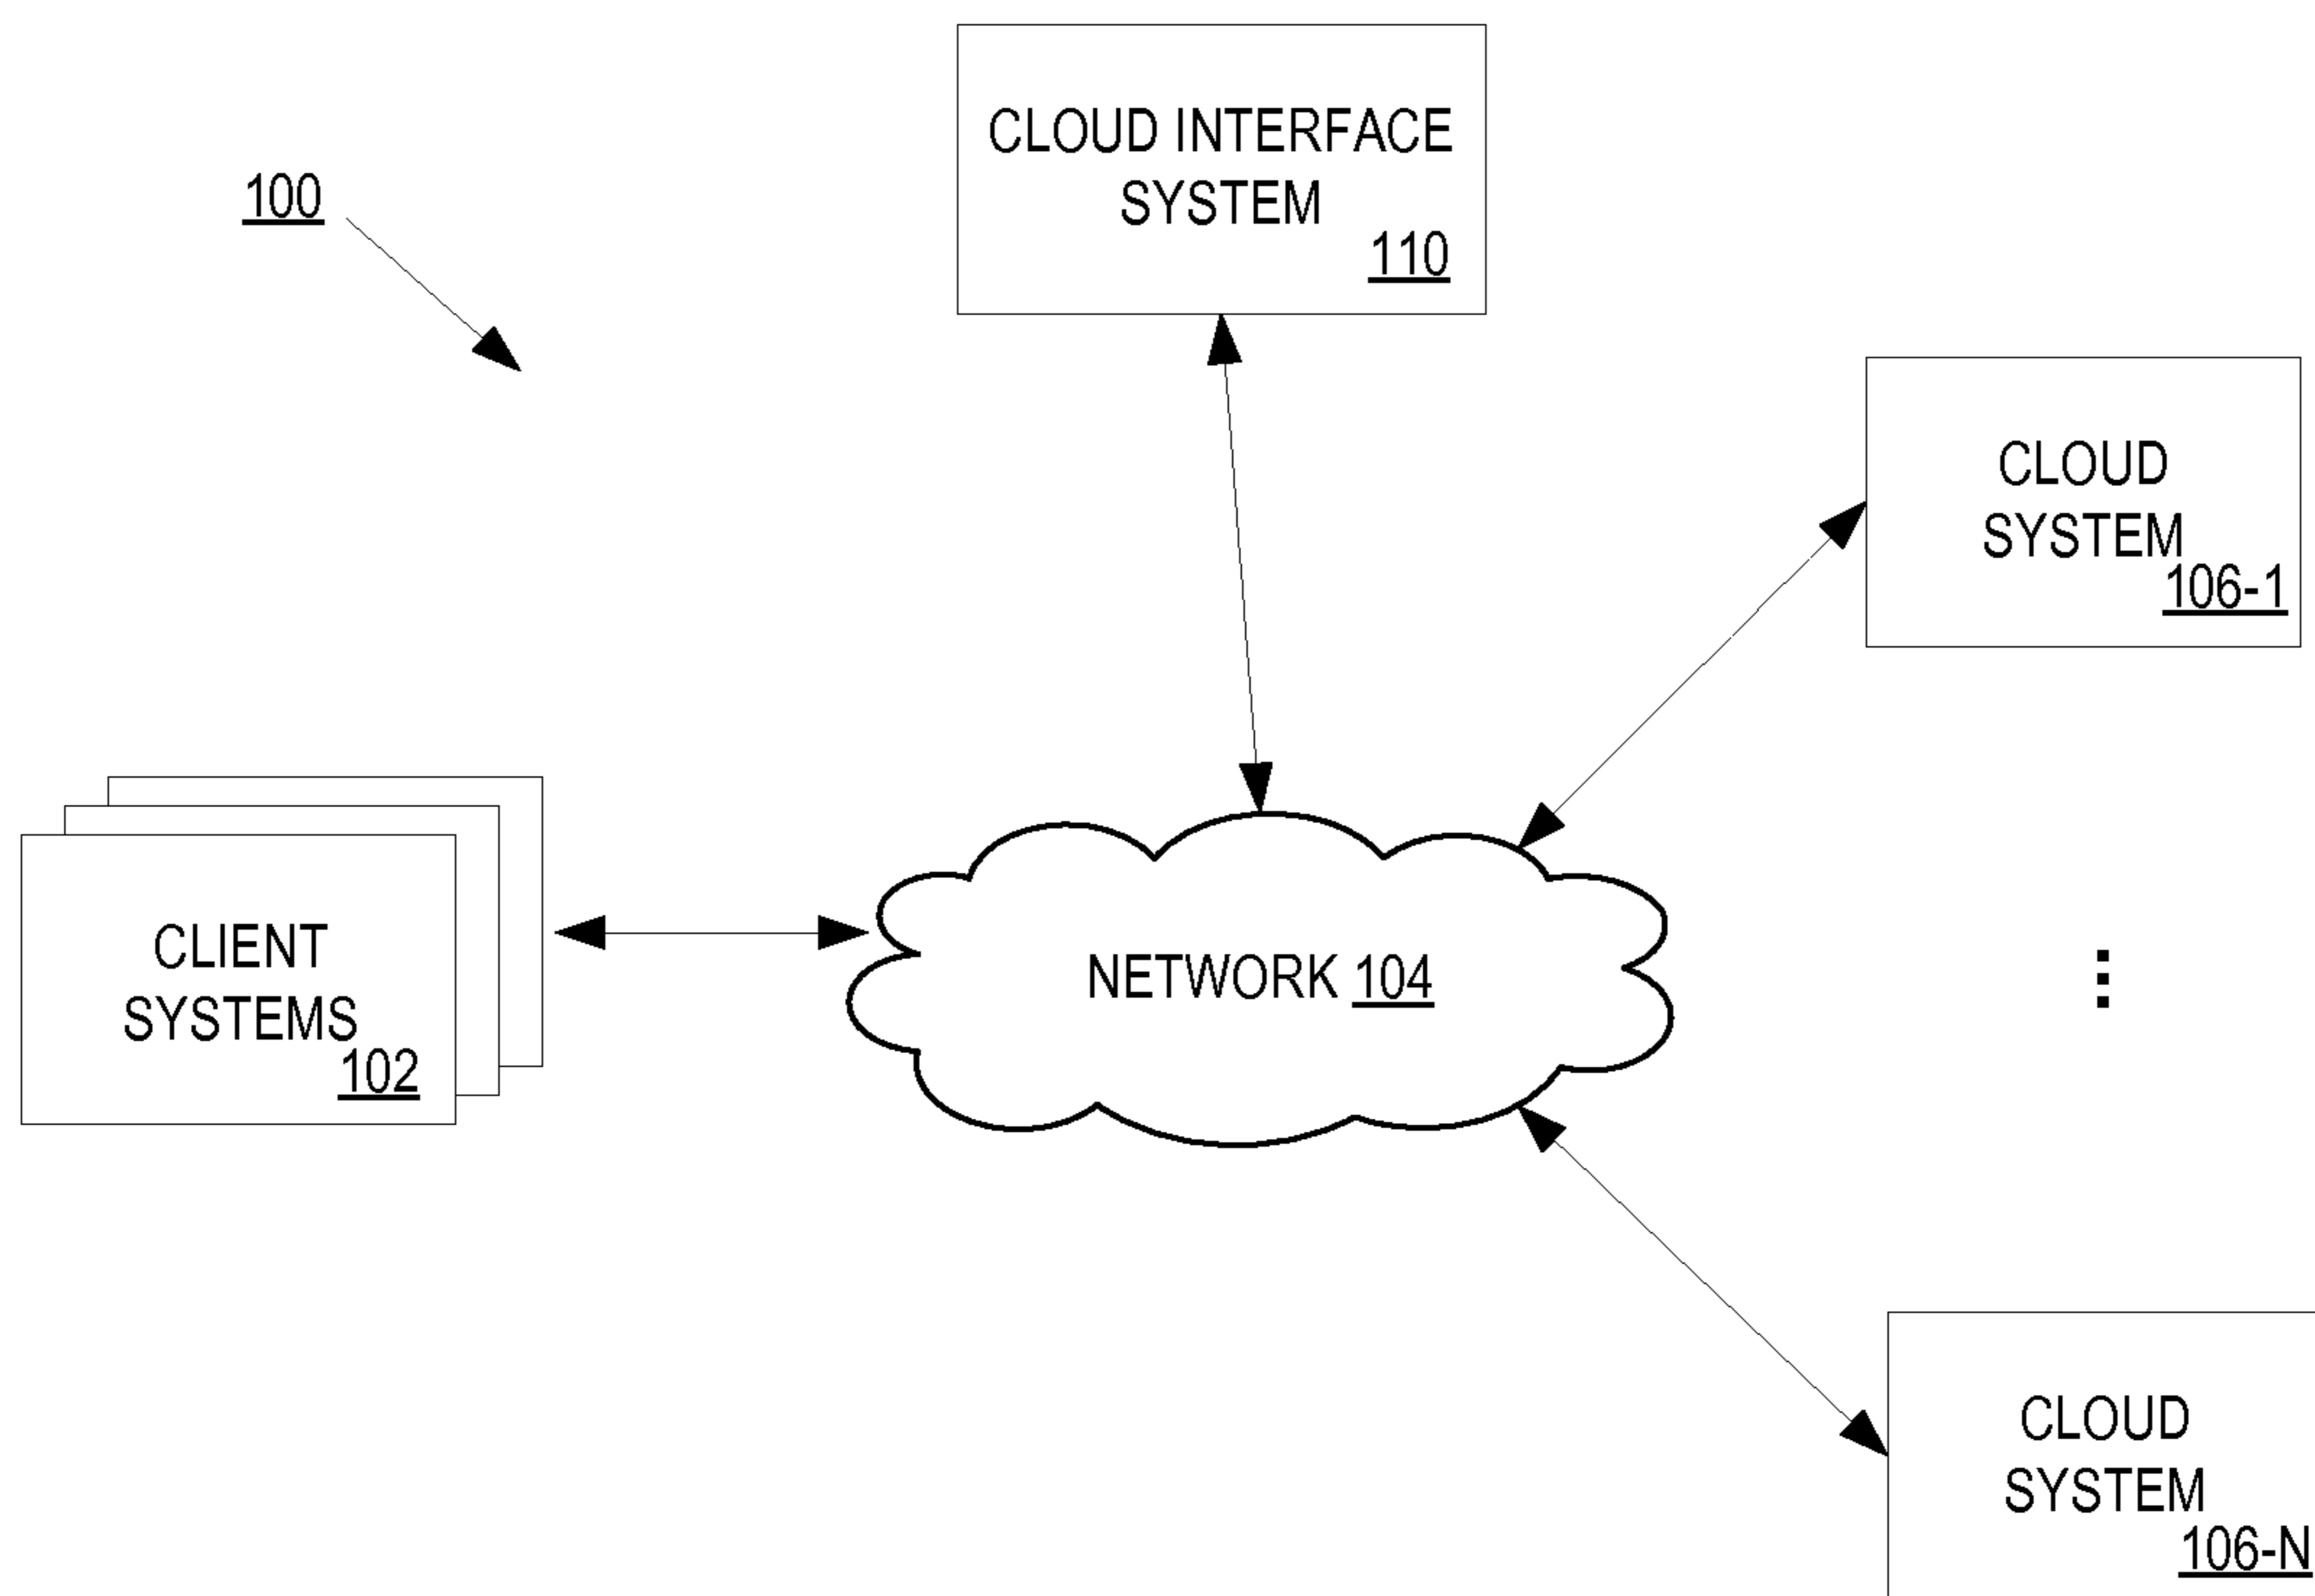 100
CLOUD INTERFACE
SYSTEM
110
CLOUD
SYSTEM
106-1
CLIENT
SYSTEMS
102
NETWORK 104
CLOUD
SYSTEM
106-N